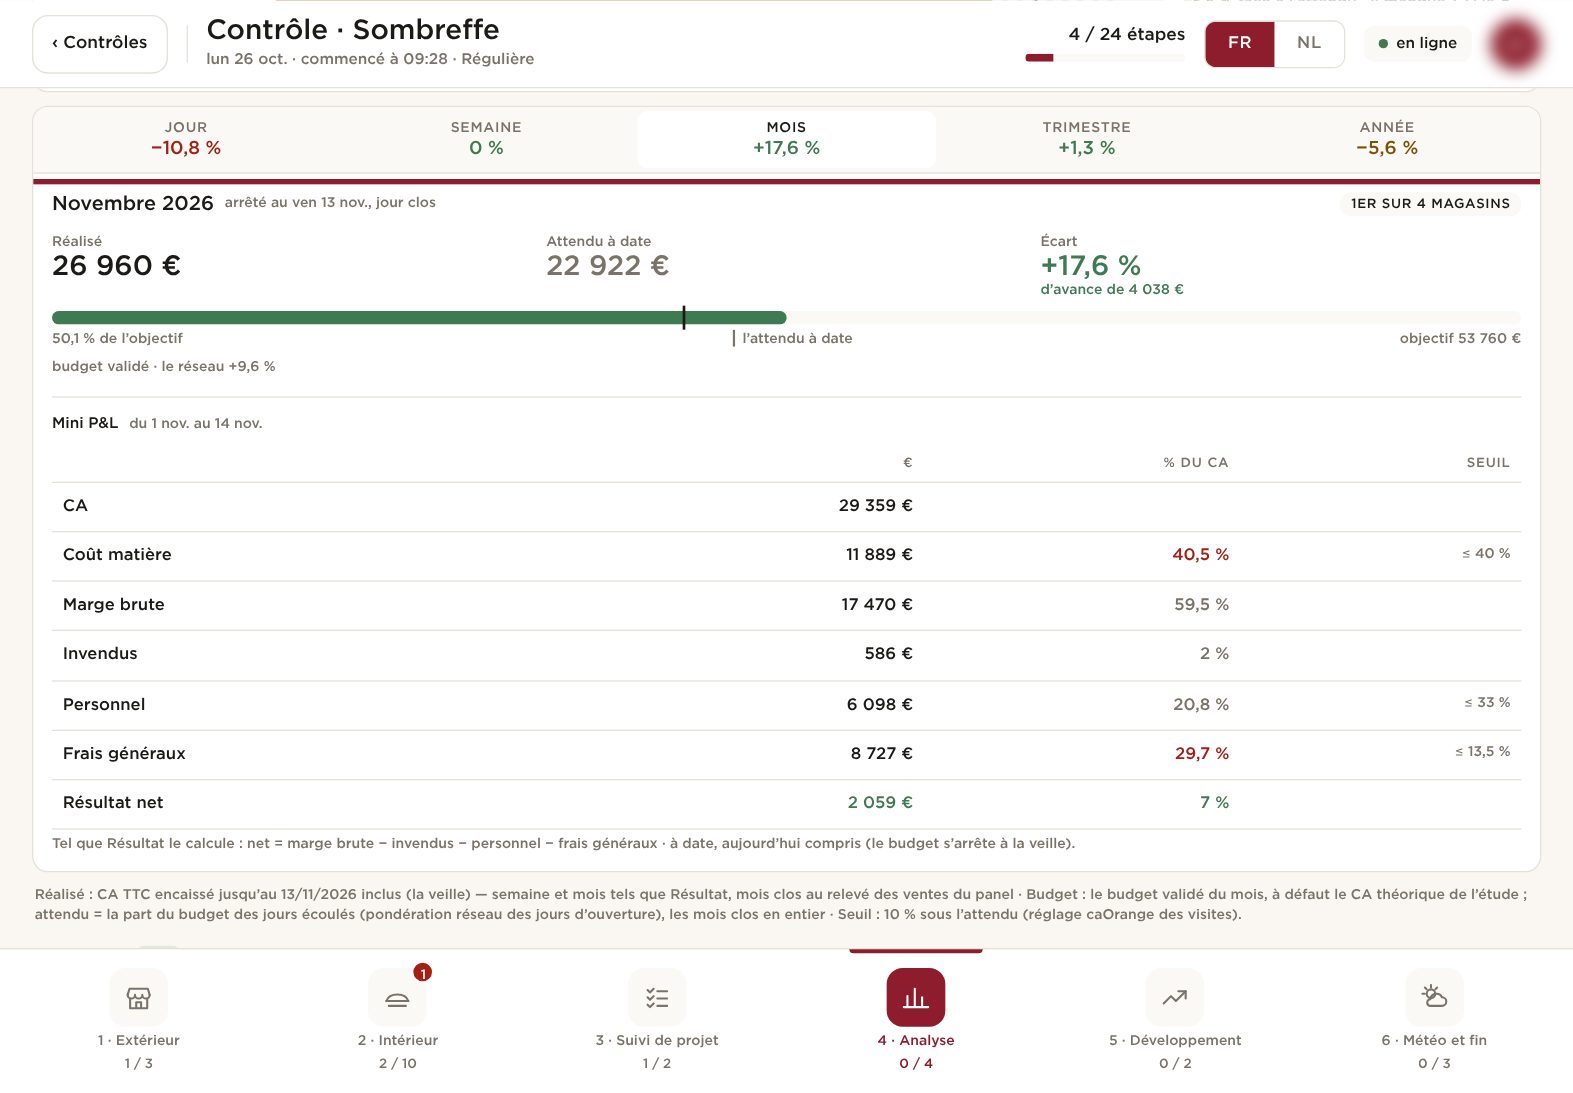 ‹ Contrôles
Contrôle · Sombreffe
lun 26 oct. · commencé à 09:28 · Régulière
4 / 24 étapes
FR
NL
en ligne
JOUR
−10,8 %
SEMAINE
0 %
MOIS
+17,6 %
TRIMESTRE
+1,3 %
ANNÉE
−5,6 %
Novembre 2026 arrêté au ven 13 nov., jour clos
1ER SUR 4 MAGASINS
Réalisé
26 960 €
Attendu à date
22 922 €
Écart
+17,6 %
d’avance de 4 038 €
50,1 % de l’objectif
l’attendu à date
objectif 53 760 €
budget validé · le réseau +9,6 %
Mini P&L du 1 nov. au 14 nov.
€ % DU CA SEUIL
CA 29 359 €
Coût matière 11 889 € 40,5 % ≤ 40 %
Marge brute 17 470 € 59,5 %
Invendus 586 € 2 %
Personnel 6 098 € 20,8 % ≤ 33 %
Frais généraux 8 727 € 29,7 % ≤ 13,5 %
Résultat net 2 059 € 7 %
Tel que Résultat le calcule : net = marge brute − invendus − personnel − frais généraux · à date, aujourd’hui compris (le budget s’arrête à la veille).
Réalisé : CA TTC encaissé jusqu’au 13/11/2026 inclus (la veille) — semaine et mois tels que Résultat, mois clos au relevé des ventes du panel · Budget : le budget validé du mois, à défaut le CA théorique de l’étude ;
attendu = la part du budget des jours écoulés (pondération réseau des jours d’ouverture), les mois clos en entier · Seuil : 10 % sous l’attendu (réglage caOrange des visites).
1 · Extérieur
1 / 3
1
2 · Intérieur
2 / 10
3 · Suivi de projet
1 / 2
4 · Analyse
0 / 4
5 · Développement
0 / 2
6 · Météo et fin
0 / 3